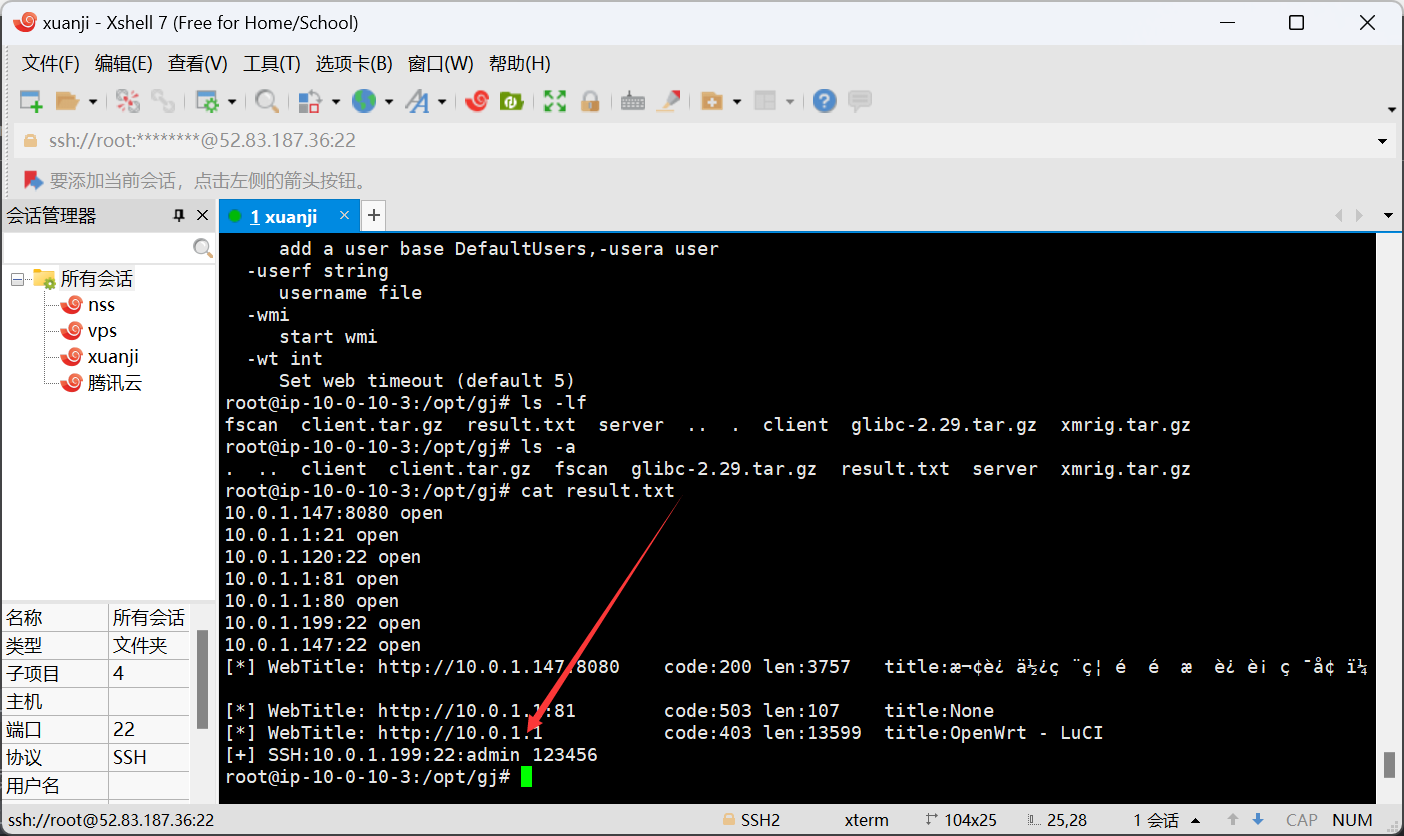 xuanji - Xshell 7 (Free for Home/School)
文件(F) 编辑(E) 查看(V) 工具(T) 选项卡(B) 窗口(W) 帮助(H)
ssh://root:********@52.83.187.36:22
要添加当前会话，点击左侧的箭头按钮。
会话管理器
1 xuanji
所有会话
nss
vps
xuanji
腾讯云
名称 所有会话
类型 文件夹
子项目 4
主机
端口 22
协议 SSH
用户名
add a user base DefaultUsers,-usera user
-userf string
username file
-wmi
start wmi
-wt int
Set web timeout (default 5)
root@ip-10-0-10-3:/opt/gj# ls -lf
fscan client.tar.gz result.txt server .. . client glibc-2.29.tar.gz xmrig.tar.gz
root@ip-10-0-10-3:/opt/gj# ls -a
. .. client client.tar.gz fscan glibc-2.29.tar.gz result.txt server xmrig.tar.gz
root@ip-10-0-10-3:/opt/gj# cat result.txt
10.0.1.147:8080 open
10.0.1.1:21 open
10.0.1.120:22 open
10.0.1.1:81 open
10.0.1.1:80 open
10.0.1.199:22 open
10.0.1.147:22 open
[*] WebTitle: http://10.0.1.147:8080 code:200 len:3757 title:
[*] WebTitle: http://10.0.1.1:81 code:503 len:107 title:None
[*] WebTitle: http://10.0.1.1 code:403 len:13599 title:OpenWrt - LuCI
[+] SSH:10.0.1.199:22:admin 123456
root@ip-10-0-10-3:/opt/gj#
ssh://root@52.83.187.36:22 SSH2 xterm 104x25 25,28 1 会话 CAP NUM